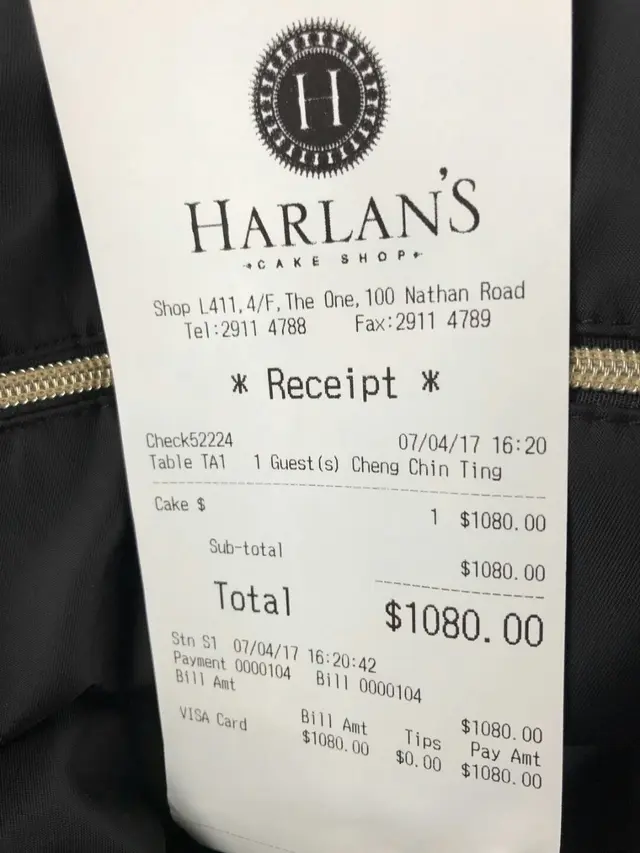 H
HARLAN'S
CAKE SHOP
Shop L411,4/F,The One,100 Nathan Road
Tel:2911 4788 Fax:2911 4789
* Receipt *
Check52224 07/04/17 16:20
Table TA1 1 Guest(s) Cheng Chin Ting
Cake $ 1 $1080.00
Sub-total $1080.00
Total $1080.00
Stn S1 07/04/17 16:20:42
Payment 0000104 Bill 0000104
Bill Amt $1080.00
Bill Amt Tips Pay Amt
VISA Card $1080.00 $0.00 $1080.00